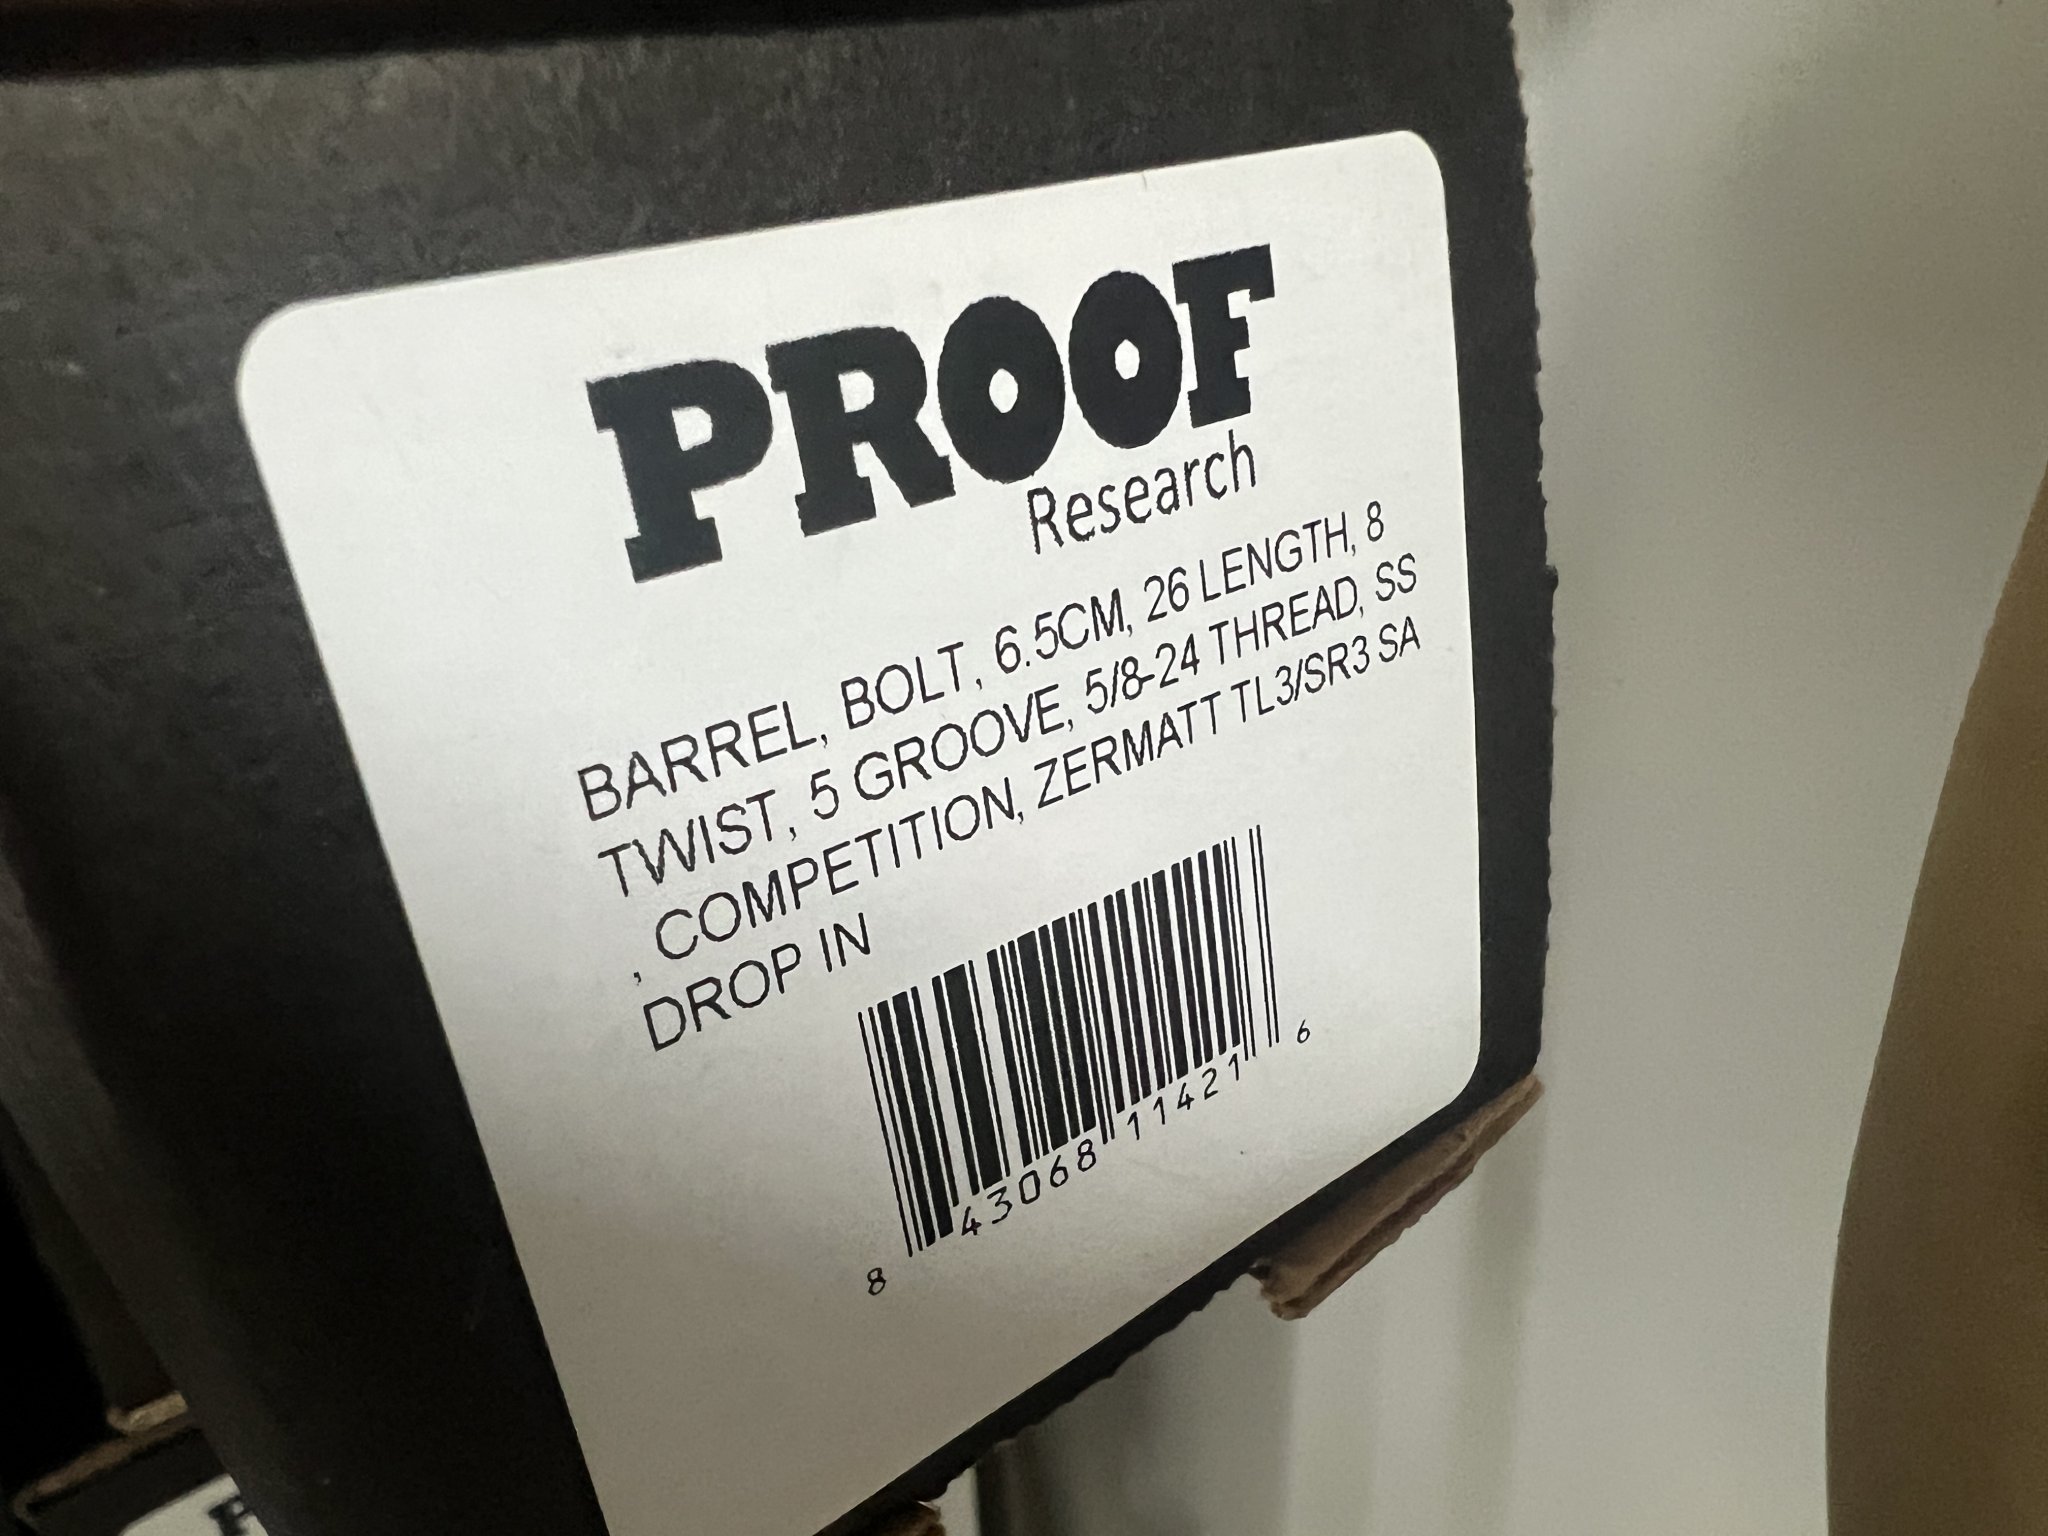 PROOF
Research
BARREL, BOLT, 6.5CM, 26 LENGTH, 8
TWIST, 5 GROOVE, 5/8-24 THREAD, SS
, COMPETITION, ZERMATT TL3/SR3 SA
DROP IN
8 43068 11421 6